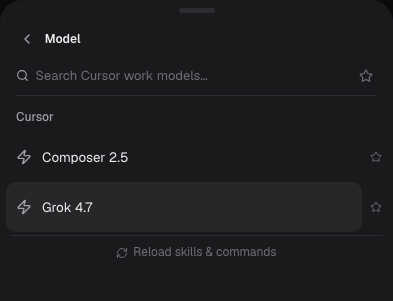 Model
Search Cursor work models...
Cursor
Composer 2.5
Grok 4.7
Reload skills & commands